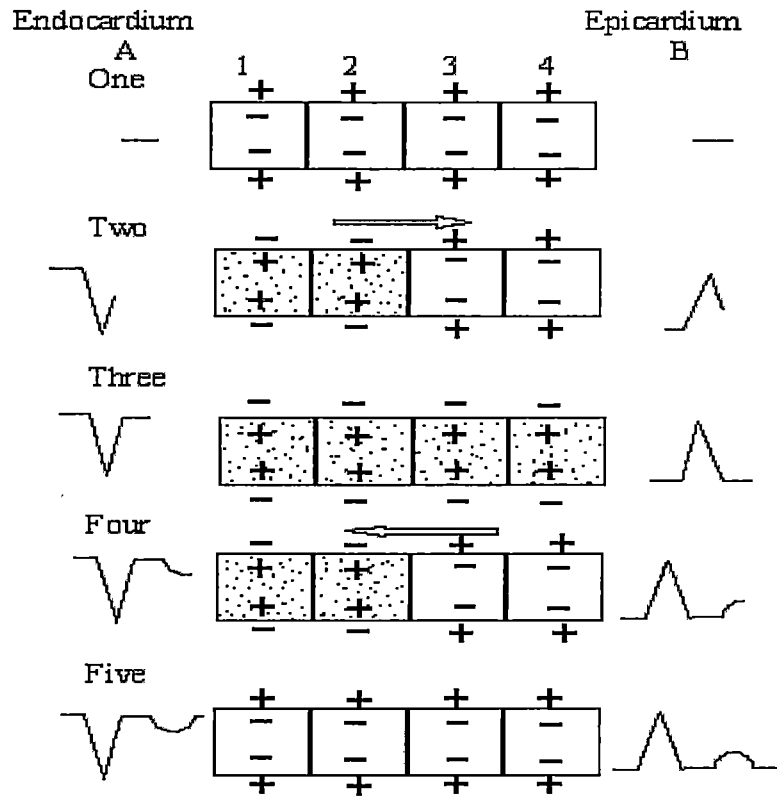 Endocardium Epicardium
A B
One 1 2 3 4
+ + + +
− − − −
− − − −
+ + + +
Two
− − + +
+ + − −
+ + − −
− − + +
Three
− − − −
+ + + +
+ + + +
− − − −
Four
− − + +
+ + − −
+ + − −
− − + +
Five
+ + + +
− − − −
− − − −
+ + + +